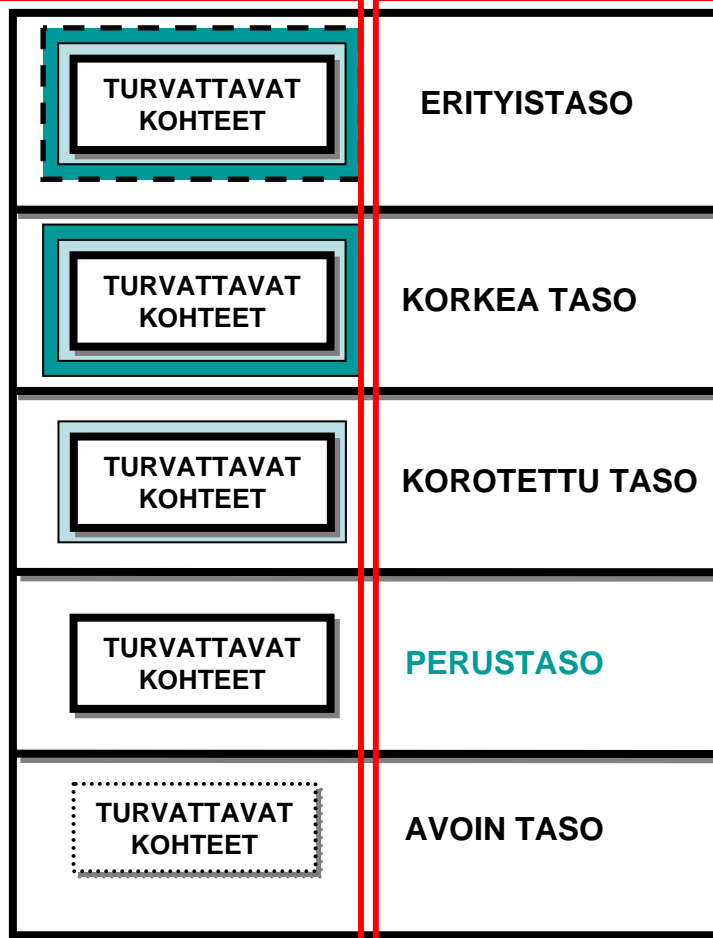 TURVATTAVAT
KOHTEET
ERITYISTASO
TURVATTAVAT
KOHTEET
KORKEA TASO
TURVATTAVAT
KOHTEET
KOROTETTU TASO
TURVATTAVAT
KOHTEET
PERUSTASO
TURVATTAVAT
KOHTEET
AVOIN TASO